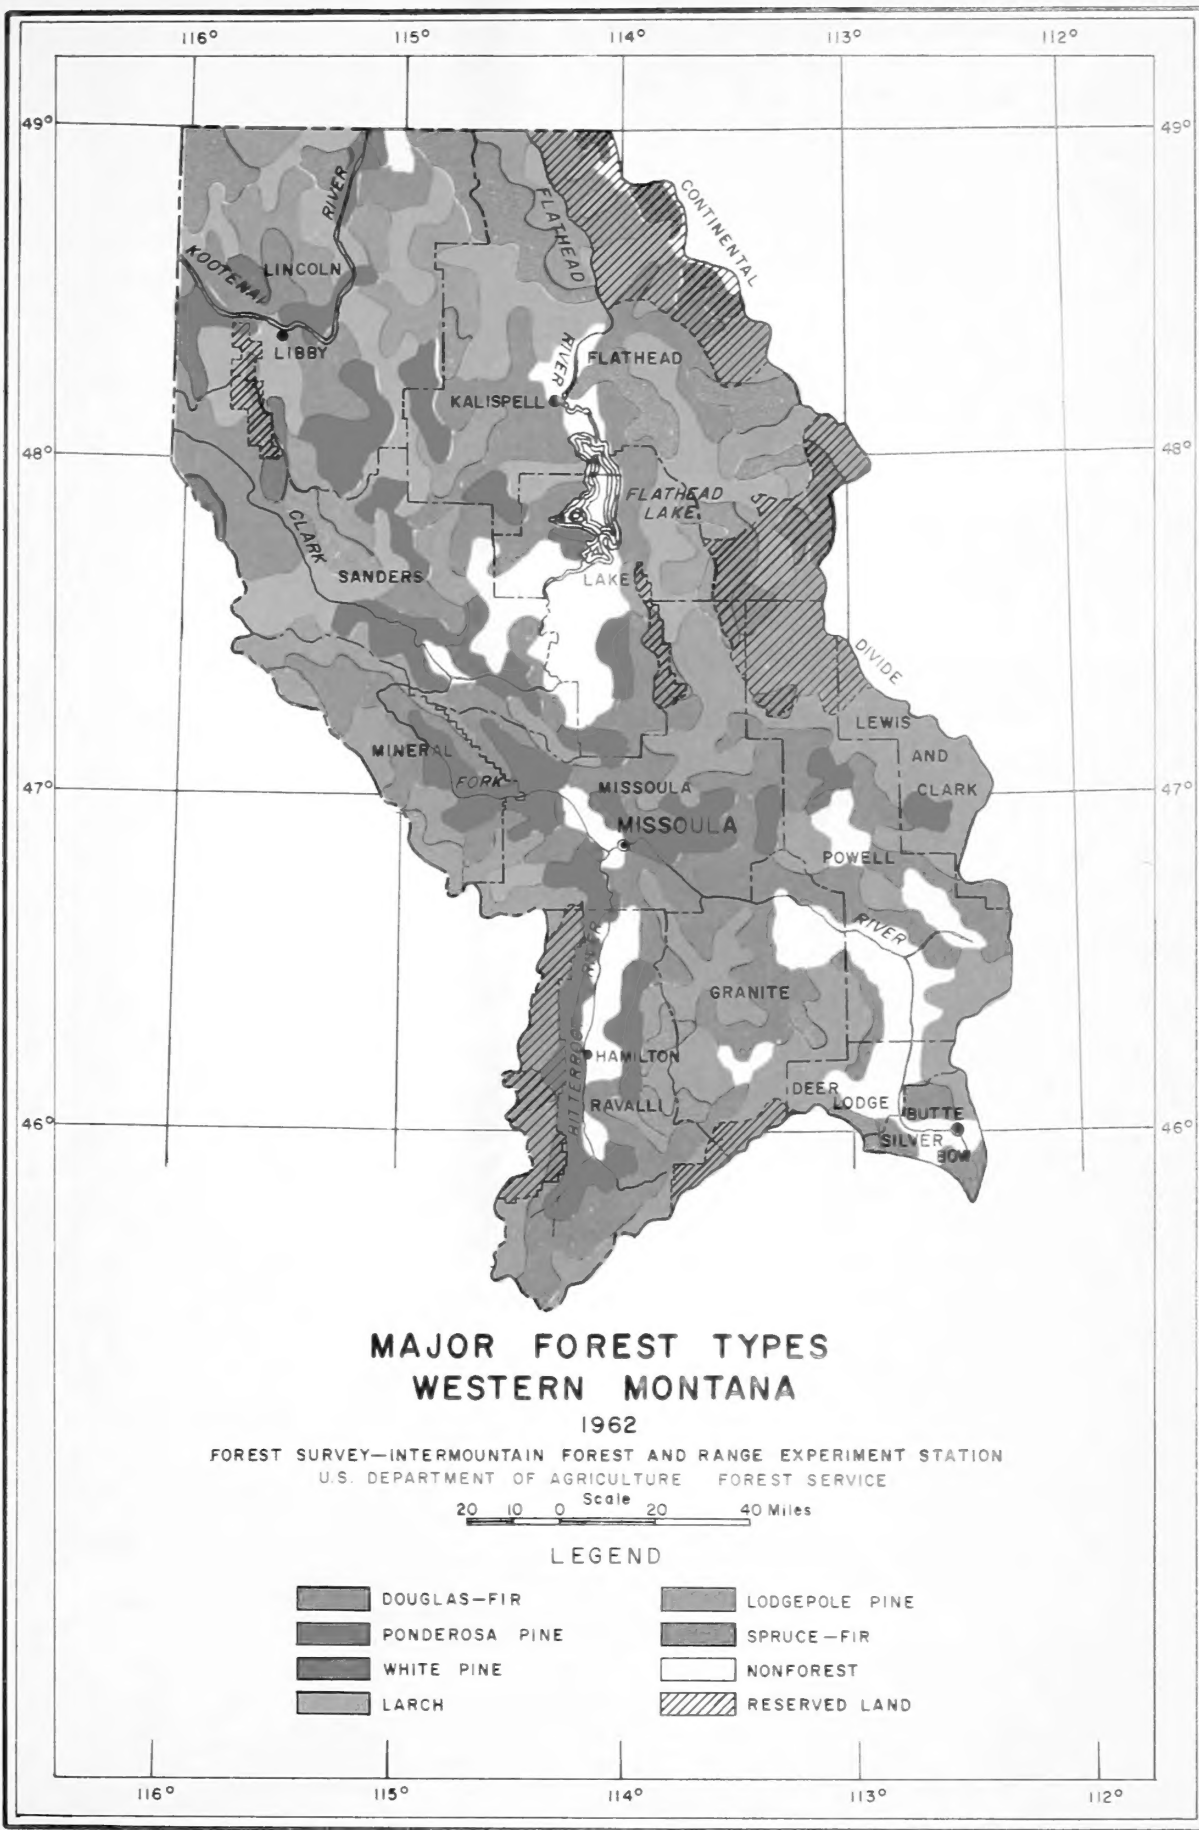 116° 115° 114° 113° 112°
49° 49°
CONTINENTAL
FLATHEAD
RIVER
KOOTENAI
LINCOLN
LIBBY
RIVER
FLATHEAD
KALISPELL
48° 48°
FLATHEAD
LAKE
CLARK
SANDERS
LAKE
DIVIDE
LEWIS
AND
CLARK
MINERAL
FORK
MISSOULA
47° 47°
MISSOULA
POWELL
RIVER
RIVER
GRANITE
BITTERROOT
HAMILTON
DEER
LODGE
RAVALLI
BUTTE
46° 46°
SILVER
BOW
MAJOR FOREST TYPES
WESTERN MONTANA
1962
FOREST SURVEY—INTERMOUNTAIN FOREST AND RANGE EXPERIMENT STATION
U.S. DEPARTMENT OF AGRICULTURE FOREST SERVICE
Scale
20 10 0 20 40 Miles
LEGEND
DOUGLAS—FIR LODGEPOLE PINE
PONDEROSA PINE SPRUCE—FIR
WHITE PINE NONFOREST
LARCH RESERVED LAND
116° 115° 114° 113° 112°